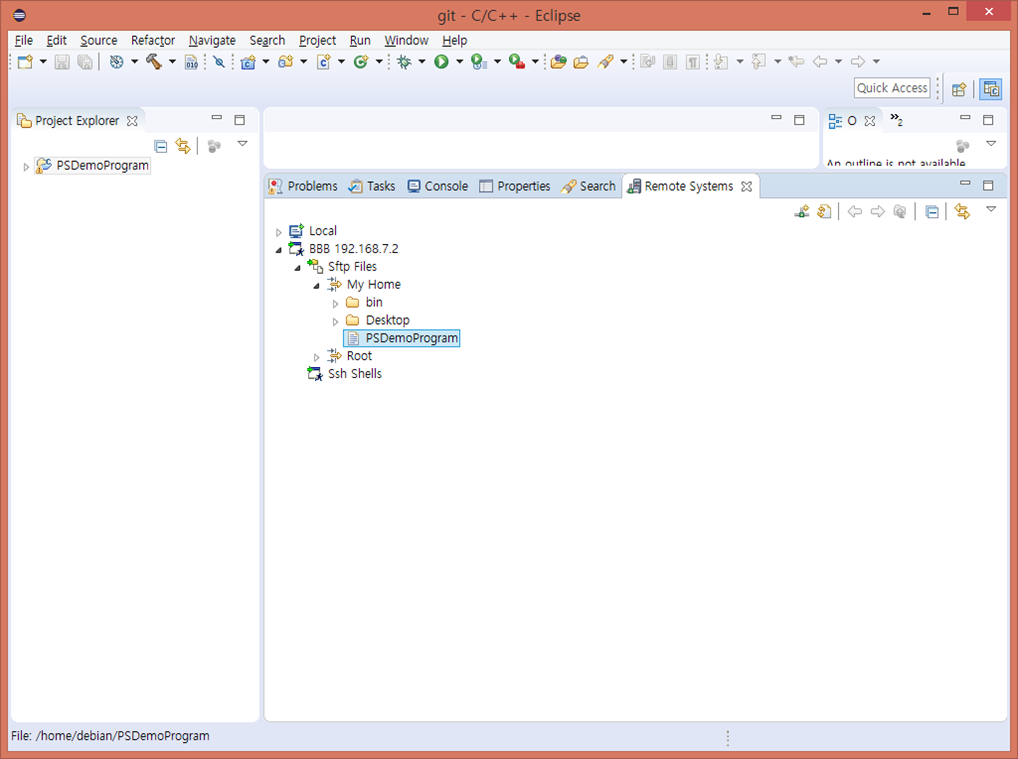 git - C/C++ - Eclipse
File Edit Source Refactor Navigate Search Project Run Window Help
010
Quick Access
Project Explorer
PSDemoProgram
O
»2
An outline is not available.
Problems Tasks Console Properties Search Remote Systems
Local
BBB 192.168.7.2
Sftp Files
My Home
bin
Desktop
PSDemoProgram
Root
Ssh Shells
File: /home/debian/PSDemoProgram